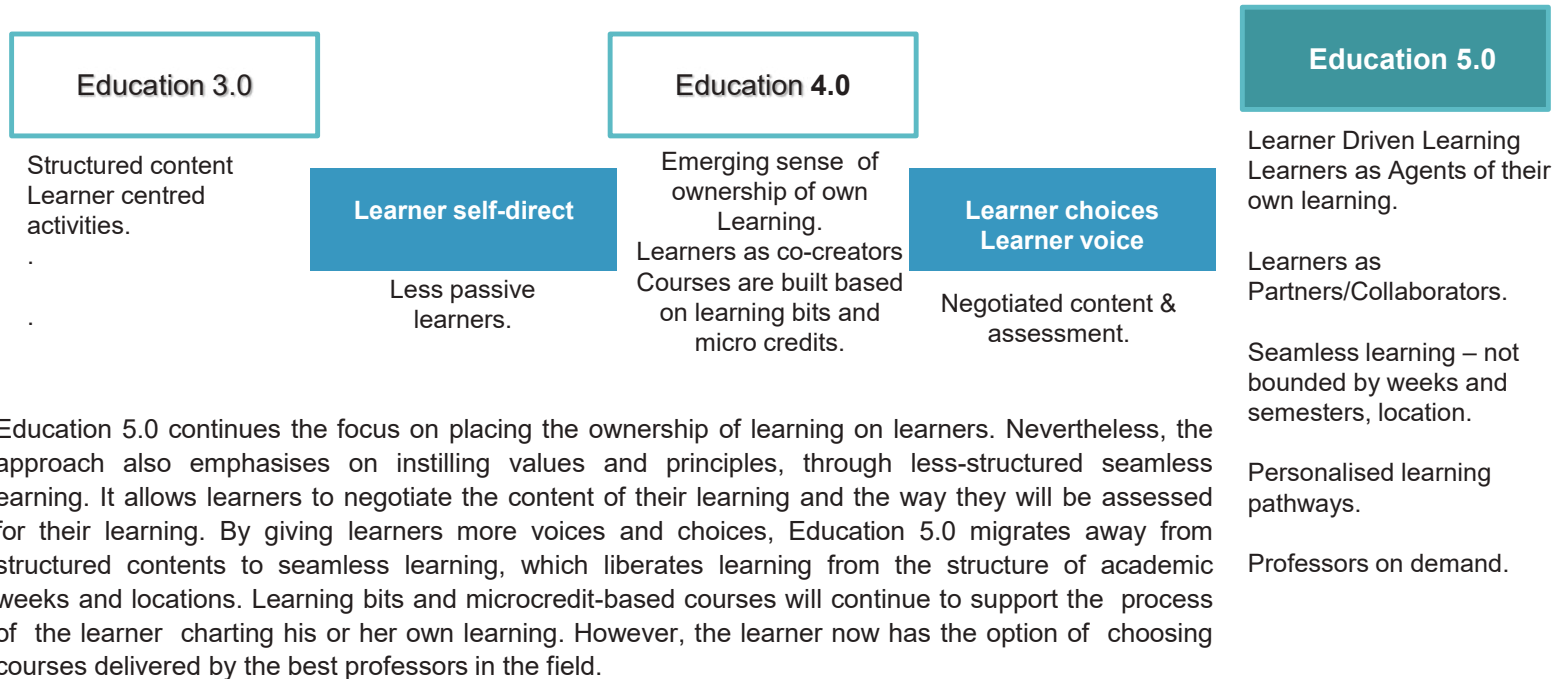 Education 3.0
Structured content
Learner centred
activities.
.
.
Learner self-direct
Less passive
learners.
Education 4.0
Emerging sense of
ownership of own
Learning.
Learners as co-creators
Courses are built based
on learning bits and
micro credits.
Learner choices
Learner voice
Negotiated content &
assessment.
Education 5.0
Learner Driven Learning
Learners as Agents of their
own learning.
Learners as
Partners/Collaborators.
Seamless learning – not
bounded by weeks and
semesters, location.
Personalised learning
pathways.
Professors on demand.
Education 5.0 continues the focus on placing the ownership of learning on learners. Nevertheless, the
approach also emphasises on instilling values and principles, through less-structured seamless
earning. It allows learners to negotiate the content of their learning and the way they will be assessed
for their learning. By giving learners more voices and choices, Education 5.0 migrates away from
structured contents to seamless learning, which liberates learning from the structure of academic
weeks and locations. Learning bits and microcredit-based courses will continue to support the process
of the learner charting his or her own learning. However, the learner now has the option of choosing
courses delivered by the best professors in the field.